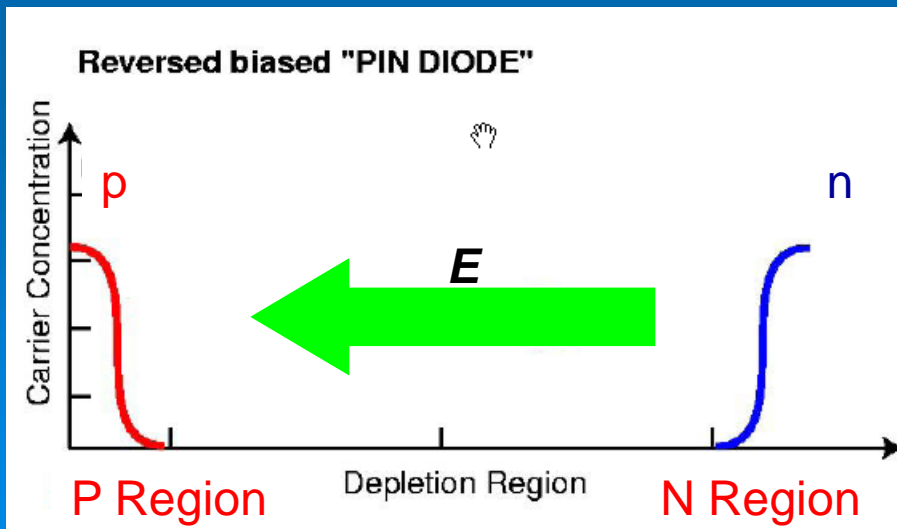 Reversed biased "PIN DIODE"
Carrier Concentration
p
n
E
P Region
Depletion Region
N Region